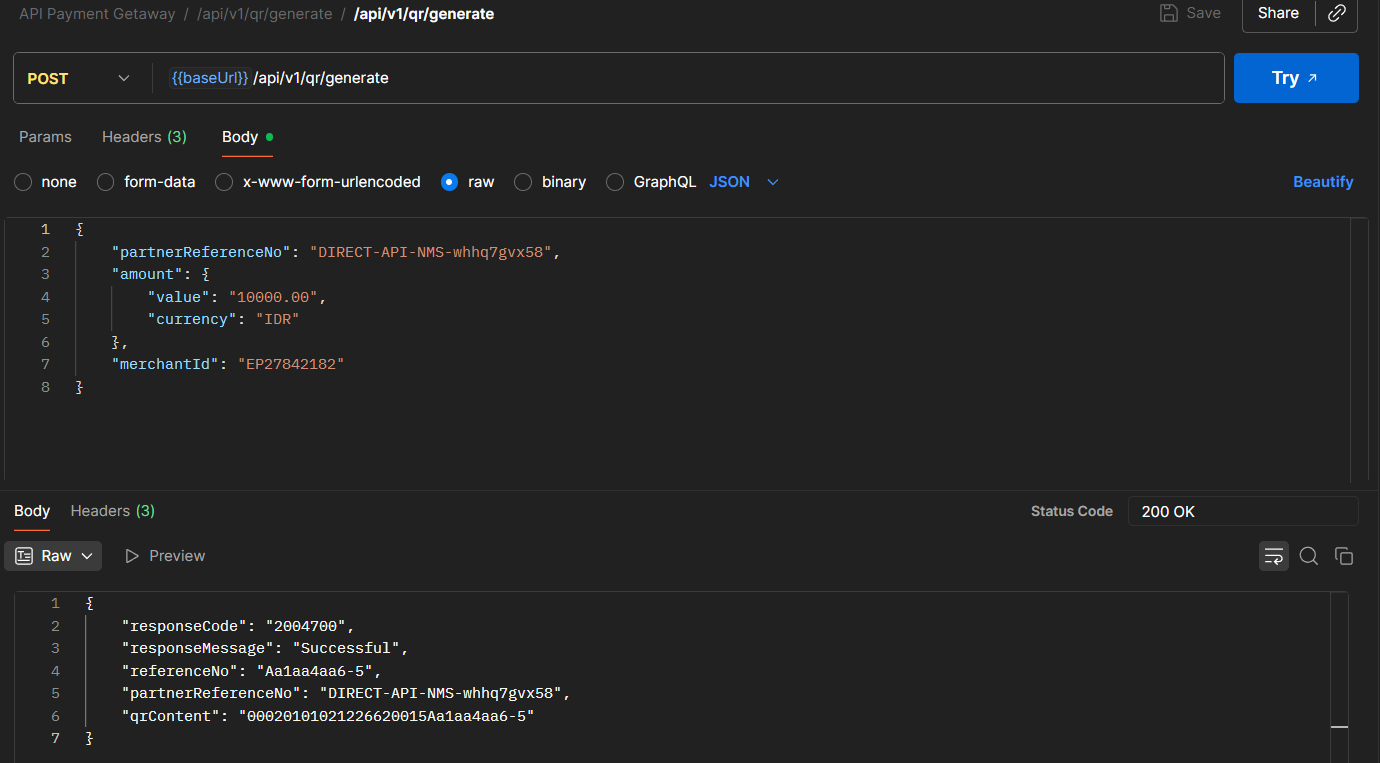 API Payment Getaway / /api/v1/qr/generate / /api/v1/qr/generate
Save
Share
POST
{{baseUrl}} /api/v1/qr/generate
Try ↗
Params Headers (3) Body
none form-data x-www-form-urlencoded raw binary GraphQL JSON
Beautify
1 {
2 "partnerReferenceNo": "DIRECT-API-NMS-whhq7gvx58",
3 "amount": {
4 "value": "10000.00",
5 "currency": "IDR"
6 },
7 "merchantId": "EP27842182"
8 }
Body Headers (3)
Status Code 200 OK
Raw Preview
1 {
2 "responseCode": "2004700",
3 "responseMessage": "Successful",
4 "referenceNo": "Aa1aa4aa6-5",
5 "partnerReferenceNo": "DIRECT-API-NMS-whhq7gvx58",
6 "qrContent": "00020101021226620015Aa1aa4aa6-5"
7 }